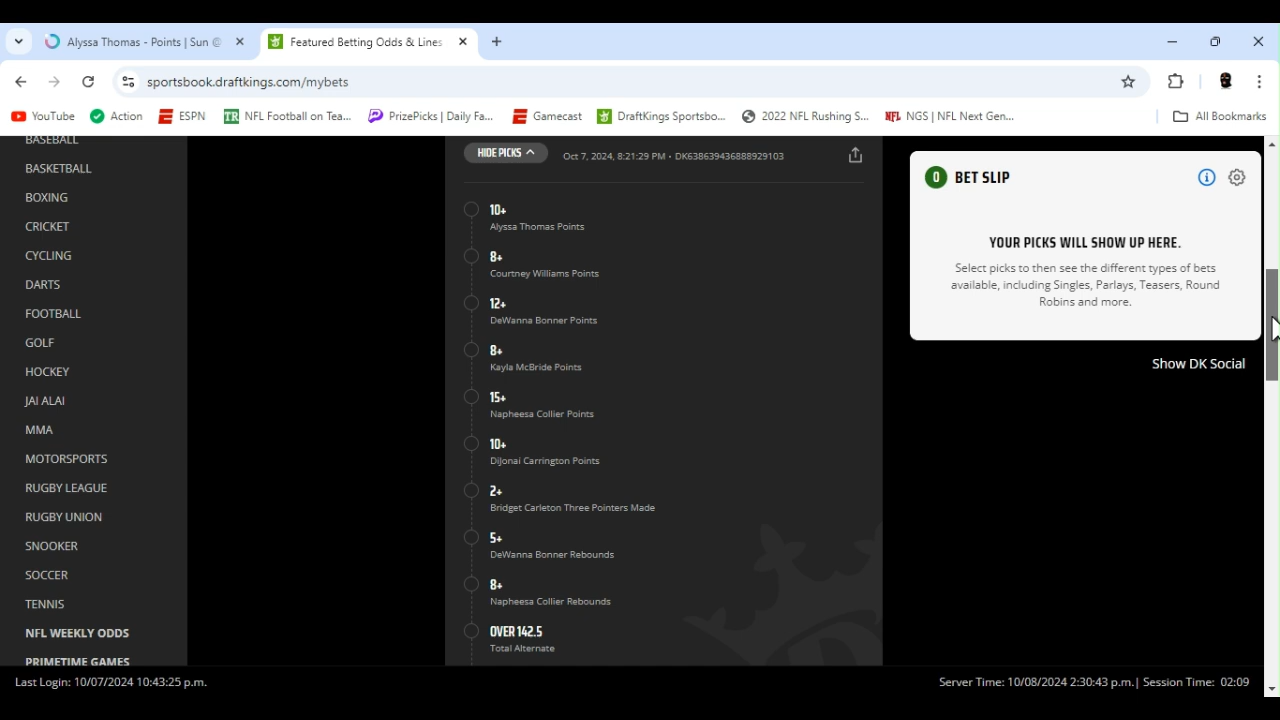 Alyssa Thomas - Points | Sun @
Featured Betting Odds & Lines
sportsbook.draftkings.com/mybets
YouTube
Action
ESPN
NFL Football on Tea...
PrizePicks | Daily Fa...
Gamecast
DraftKings Sportsbo...
2022 NFL Rushing S...
NFL NGS | NFL Next Gen...
All Bookmarks
BASEBALL
BASKETBALL
BOXING
CRICKET
CYCLING
DARTS
FOOTBALL
GOLF
HOCKEY
JAI ALAI
MMA
MOTORSPORTS
RUGBY LEAGUE
RUGBY UNION
SNOOKER
SOCCER
TENNIS
NFL WEEKLY ODDS
PRIMETIME GAMES
HIDE PICKS
Oct 7, 2024, 8:21:29 PM • DK638639436888929103
10+
Alyssa Thomas Points
8+
Courtney Williams Points
12+
DeWanna Bonner Points
8+
Kayla McBride Points
15+
Napheesa Collier Points
10+
DiJonai Carrington Points
2+
Bridget Carleton Three Pointers Made
5+
DeWanna Bonner Rebounds
8+
Napheesa Collier Rebounds
OVER 142.5
Total Alternate
0 BET SLIP
YOUR PICKS WILL SHOW UP HERE.
Select picks to then see the different types of bets
available, including Singles, Parlays, Teasers, Round
Robins and more.
Show DK Social
Last Login: 10/07/2024 10:43:25 p.m.
Server Time: 10/08/2024 2:30:43 p.m.| Session Time: 02:09